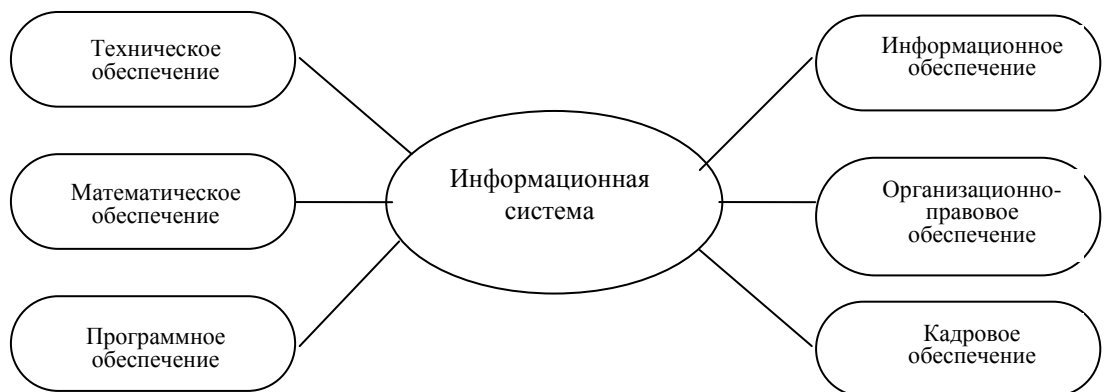 Техническое
обеспечение
Информационное
обеспечение
Математическое
обеспечение
Информационная
система
Организационно-
правовое
обеспечение
Программное
обеспечение
Кадровое
обеспечение